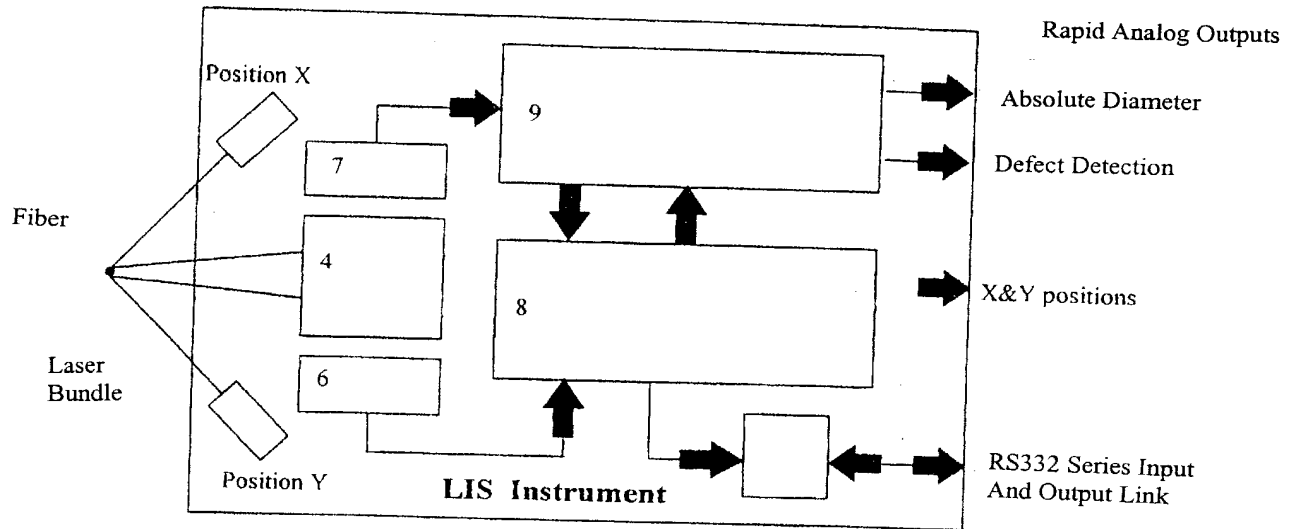 Rapid Analog Outputs
Position X
9
Absolute Diameter
7
Defect Detection
Fiber
4
X&Y positions
8
Laser
Bundle
6
Position Y
LIS Instrument
RS332 Series Input
And Output Link